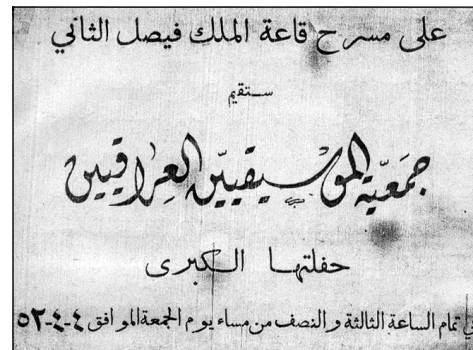 على مسرح قاعة الملك فيصل الثاني
ستقيم
جمعية الموسيقيين العراقيين
حفلتها الكبرى
في تمام الساعة الثالثة والنصف من مساء يوم الجمعة الموافق ٤-٤-٥٢